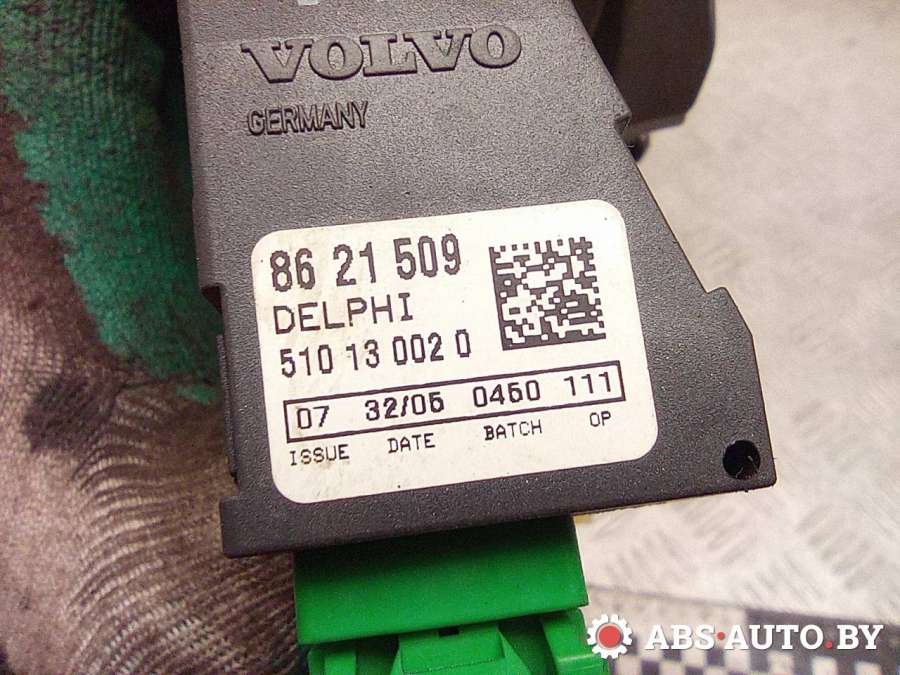 VOLVO
GERMANY
86 21 509
DELPHI
510 13 002 0
07 32/05 0460 111
ISSUE DATE BATCH OP
ABS-AUTO.BY